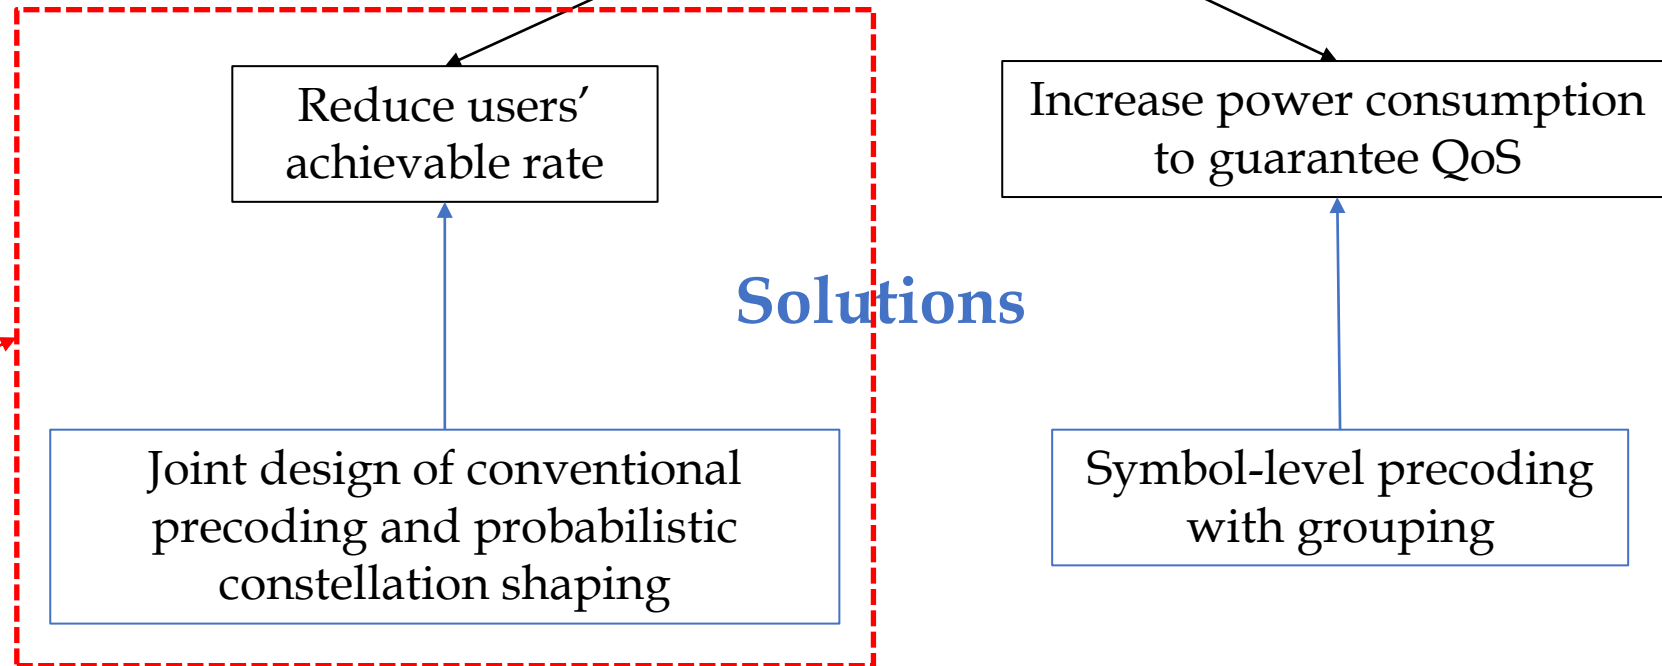 Reduce users’
achievable rate
Increase power consumption
to guarantee QoS
Solutions
Joint design of conventional
precoding and probabilistic
constellation shaping
Symbol-level precoding
with grouping